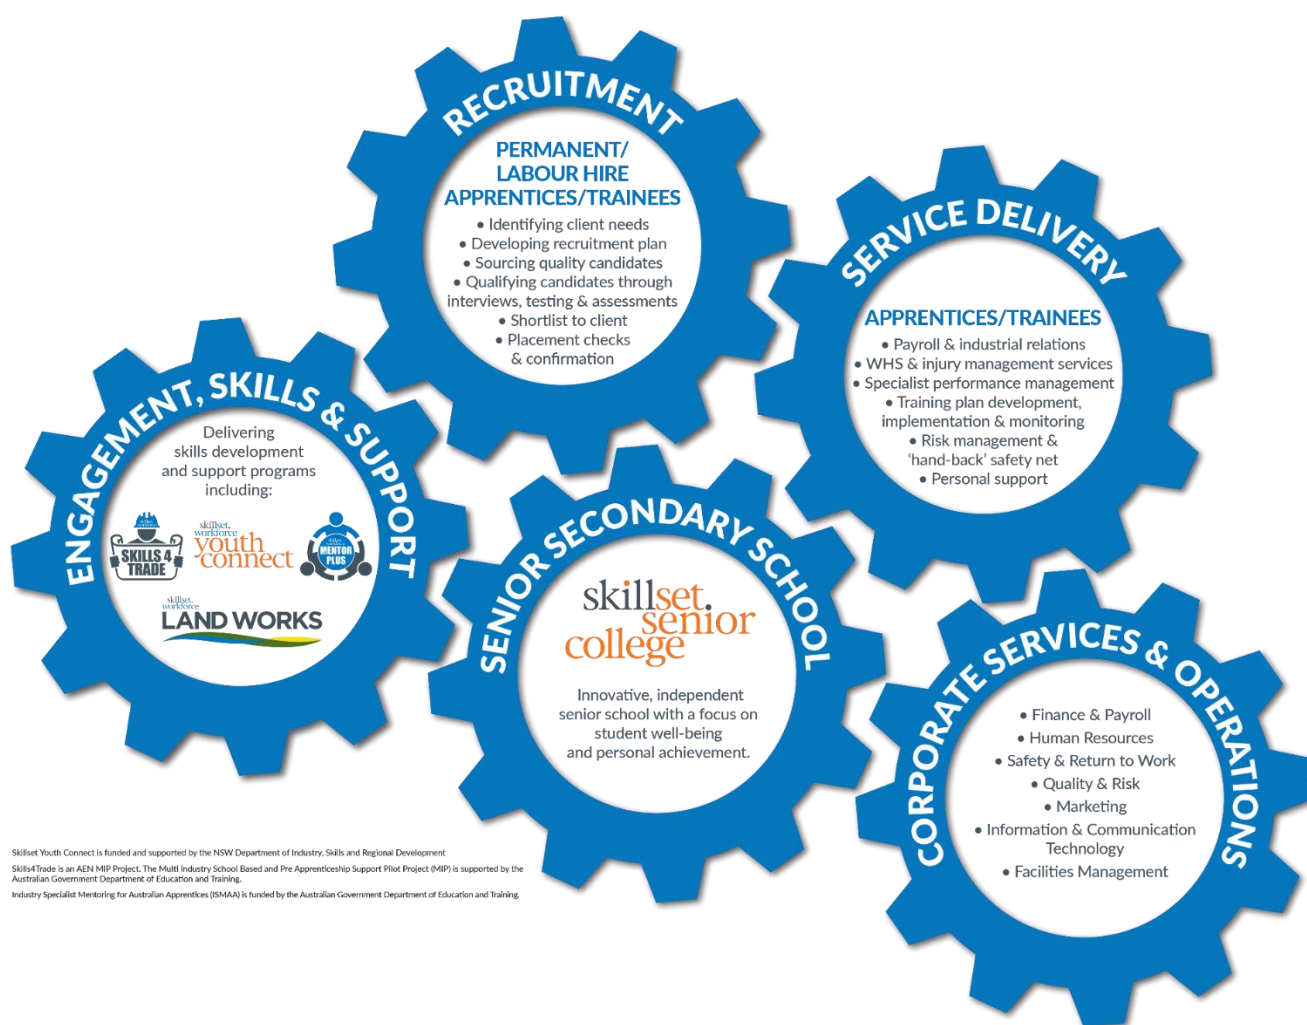 RECRUITMENT
PERMANENT/
LABOUR HIRE
APPRENTICES/TRAINEES
• Identifying client needs
• Developing recruitment plan
• Sourcing quality candidates
• Qualifying candidates through
interviews, testing & assessments
• Shortlist to client
• Placement checks
& confirmation
SERVICE DELIVERY
APPRENTICES/TRAINEES
• Payroll & industrial relations
• WHS & injury management services
• Specialist performance management
• Training plan development,
implementation & monitoring
• Risk management &
‘hand-back’ safety net
• Personal support
ENGAGEMENT, SKILLS & SUPPORT
Delivering
skills development
and support programs
including:
SKILLS 4
TRADE
skillset.
workforce
youth
connect
MENTOR
PLUS
skillset.
workforce
LAND WORKS
SENIOR SECONDARY SCHOOL
skillset.
senior
college
Innovative, independent
senior school with a focus on
student well-being
and personal achievement.
CORPORATE SERVICES & OPERATIONS
• Finance & Payroll
• Human Resources
• Safety & Return to Work
• Quality & Risk
• Marketing
• Information & Communication
Technology
• Facilities Management
Skillset Youth Connect is funded and supported by the NSW Department of Industry, Skills and Regional Development
Skills4Trade is an AEN MIP Project. The Multi Industry School Based and Pre Apprenticeship Support Pilot Project (MIP) is supported by the
Australian Government Department of Education and Training.
Industry Specialist Mentoring for Australian Apprentices (ISMAA) is funded by the Australian Government Department of Education and Training.